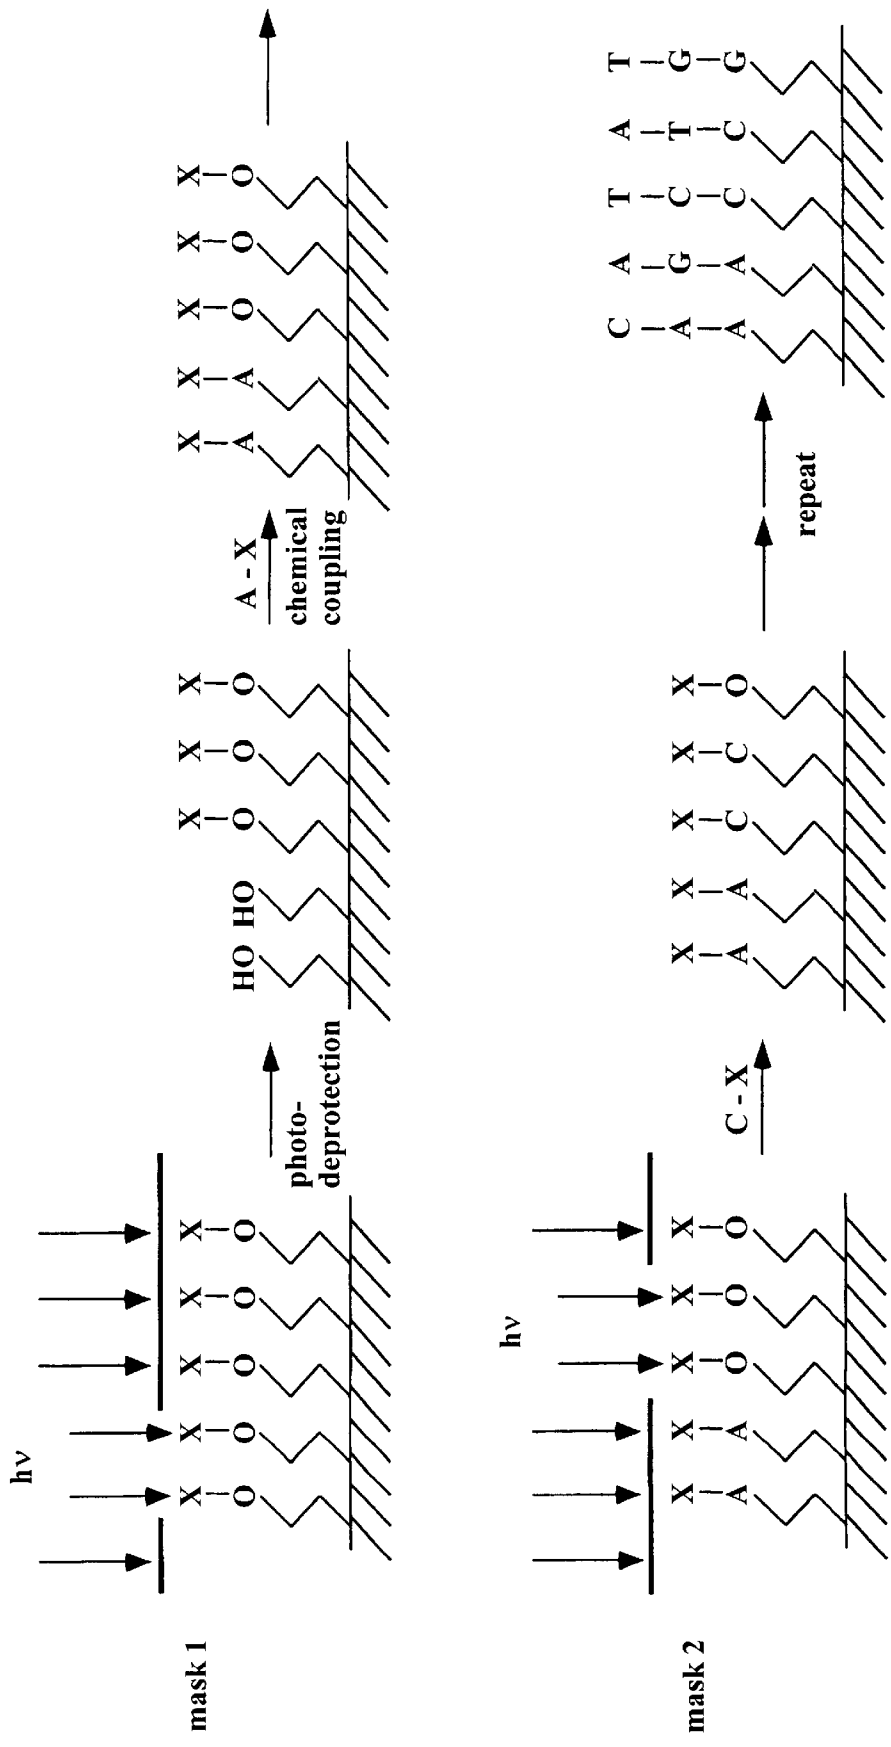 hν
mask 1 X X X X X X X X X X X X X
O O O O O HO HO O O O A - X A A O O O
photo- chemical
deprotection coupling
hν
C A T A T
mask 2 X X X X X X X X X X A G C T G
A A O O O C - X A A C C O A A C C G
repeat